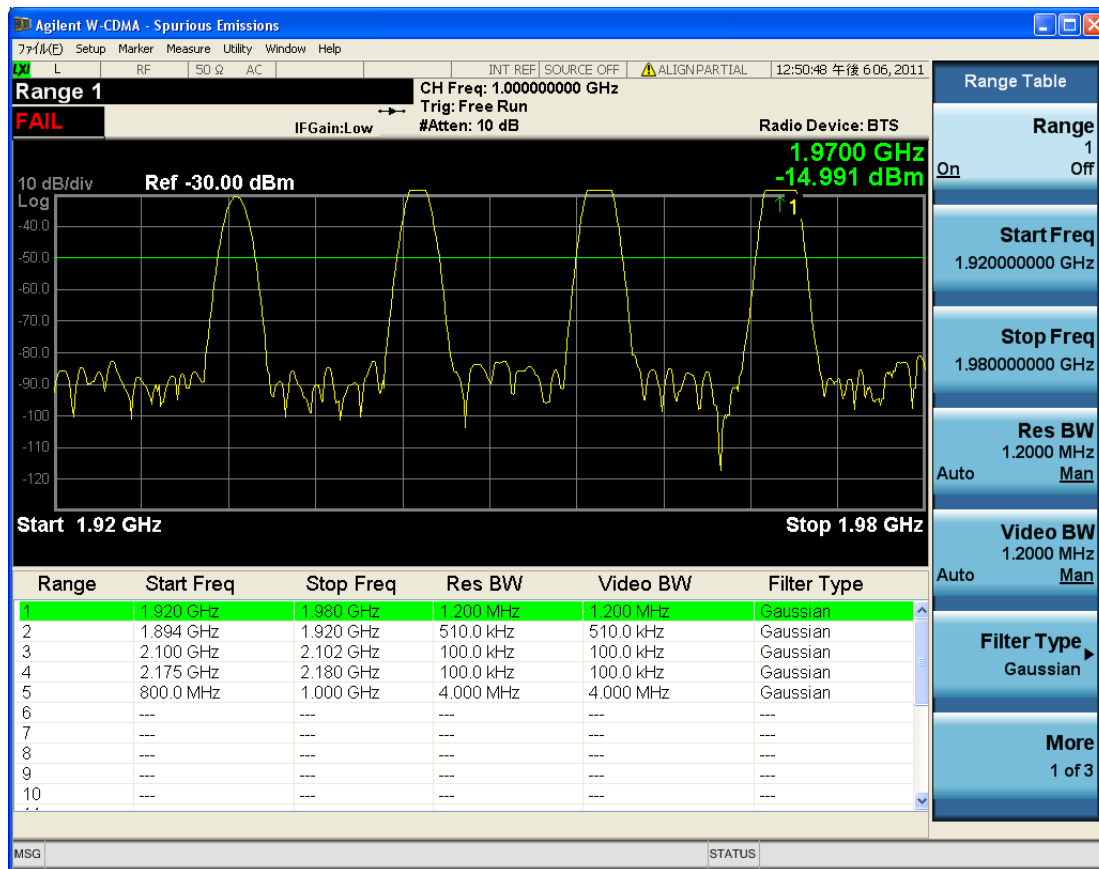 Agilent W-CDMA - Spurious Emissions
ファイル(F) Setup Marker Measure Utility Window Help
LXI L RF 50 Ω AC INT REF SOURCE OFF ALIGN PARTIAL 12:50:48 午後 6 06, 2011
Range 1
CH Freq: 1.000000000 GHz
Trig: Free Run
FAIL
IFGain:Low
#Atten: 10 dB
Radio Device: BTS
1.9700 GHz
-14.991 dBm
10 dB/div Ref -30.00 dBm
Log
1
-40.0
-50.0
-60.0
-70.0
-80.0
-90.0
-100
-110
-120
Start 1.92 GHz Stop 1.98 GHz
Range Start Freq Stop Freq Res BW Video BW Filter Type
1 1.920 GHz 1.980 GHz 1.200 MHz 1.200 MHz Gaussian
2 1.894 GHz 1.920 GHz 510.0 kHz 510.0 kHz Gaussian
3 2.100 GHz 2.102 GHz 100.0 kHz 100.0 kHz Gaussian
4 2.175 GHz 2.180 GHz 100.0 kHz 100.0 kHz Gaussian
5 800.0 MHz 1.000 GHz 4.000 MHz 4.000 MHz Gaussian
6 --- --- --- --- ---
7 --- --- --- --- ---
8 --- --- --- --- ---
9 --- --- --- --- ---
10 --- --- --- --- ---
Range Table
Range
1
On Off
Start Freq
1.920000000 GHz
Stop Freq
1.980000000 GHz
Res BW
1.2000 MHz
Auto Man
Video BW
1.2000 MHz
Auto Man
Filter Type
Gaussian
More
1 of 3
MSG STATUS